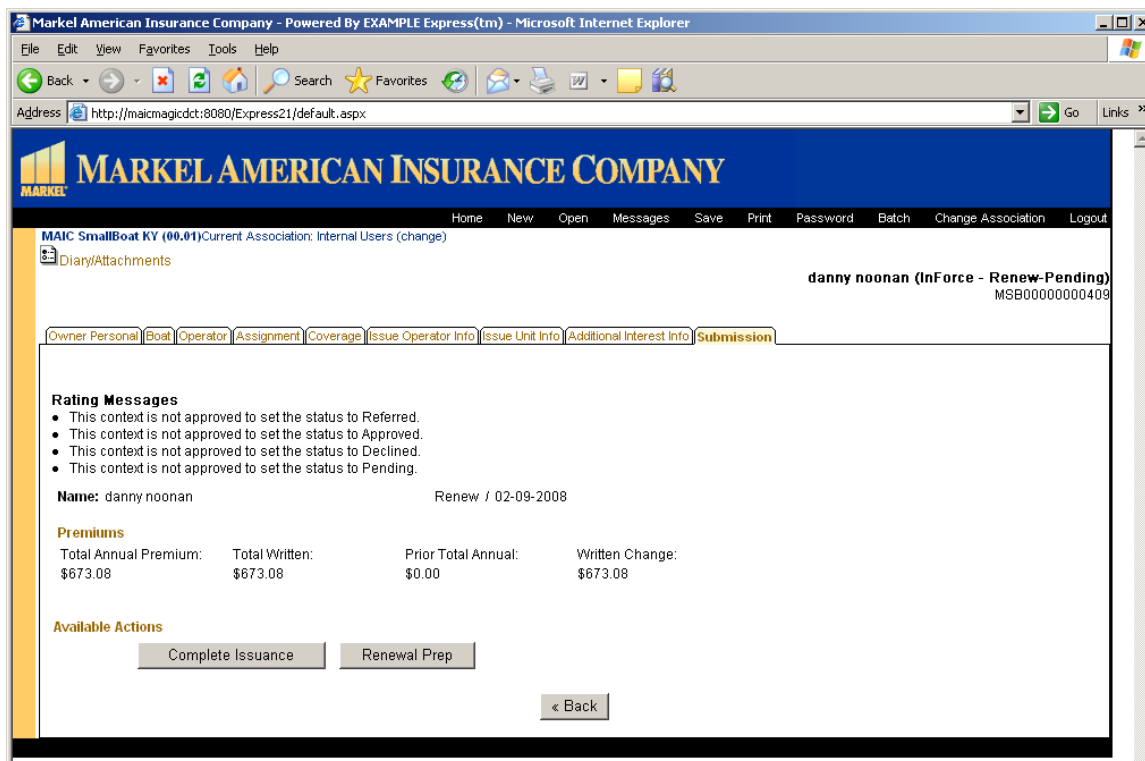 Markel American Insurance Company - Powered By EXAMPLE Express(tm) - Microsoft Internet Explorer
File Edit View Favorites Tools Help
Back Search Favorites
Address http://maicmagicdct:8080/Express21/default.aspx Go Links »
MARKEL AMERICAN INSURANCE COMPANY
MARKEL
Home New Open Messages Save Print Password Batch Change Association Logout
MAIC SmallBoat KY (00.01)Current Association: Internal Users (change)
Diary/Attachments
danny noonan (InForce - Renew-Pending)
MSB00000000409
Owner Personal Boat Operator Assignment Coverage Issue Operator Info Issue Unit Info Additional Interest Info Submission
Rating Messages
• This context is not approved to set the status to Referred.
• This context is not approved to set the status to Approved.
• This context is not approved to set the status to Declined.
• This context is not approved to set the status to Pending.
Name: danny noonan Renew / 02-09-2008
Premiums
Total Annual Premium: Total Written: Prior Total Annual: Written Change:
$673.08 $673.08 $0.00 $673.08
Available Actions
Complete Issuance Renewal Prep
« Back